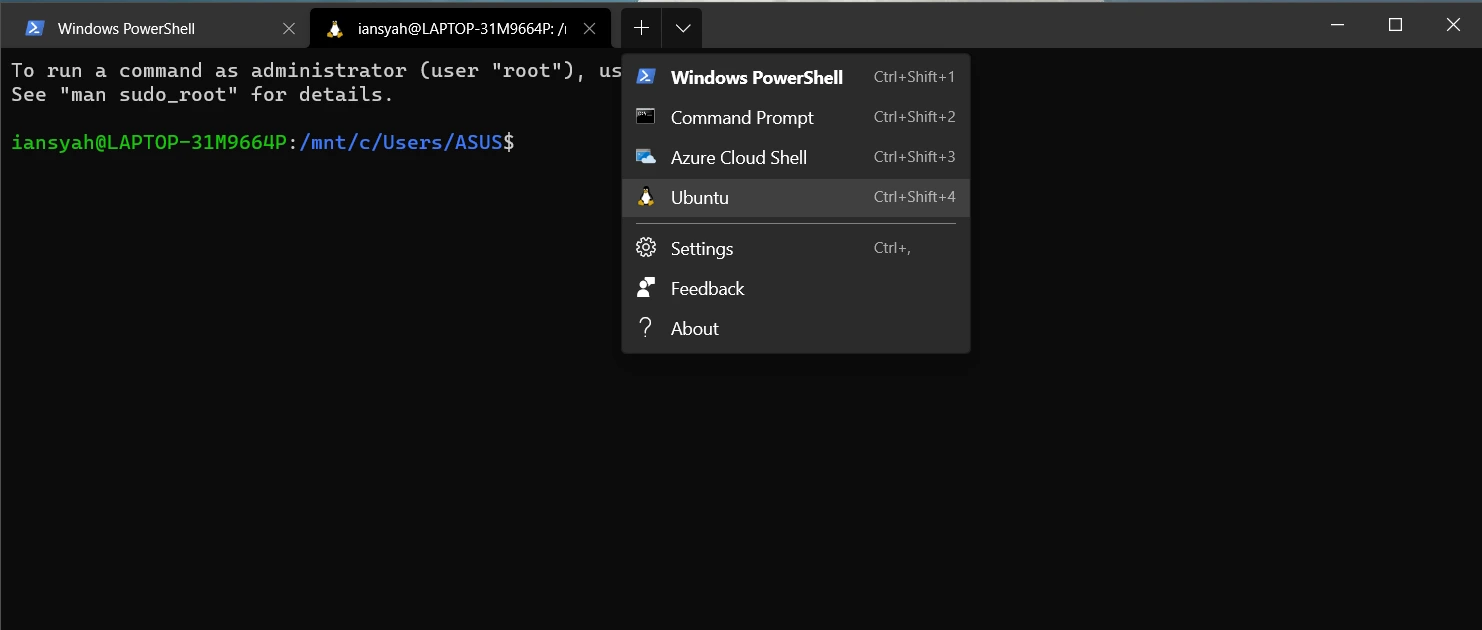 Windows PowerShell
iansyah@LAPTOP-31M9664P: /
To run a command as administrator (user "root"), us
See "man sudo_root" for details.
iansyah@LAPTOP-31M9664P:/mnt/c/Users/ASUS$
Windows PowerShell Ctrl+Shift+1
Command Prompt Ctrl+Shift+2
Azure Cloud Shell Ctrl+Shift+3
Ubuntu Ctrl+Shift+4
Settings Ctrl+,
Feedback
About